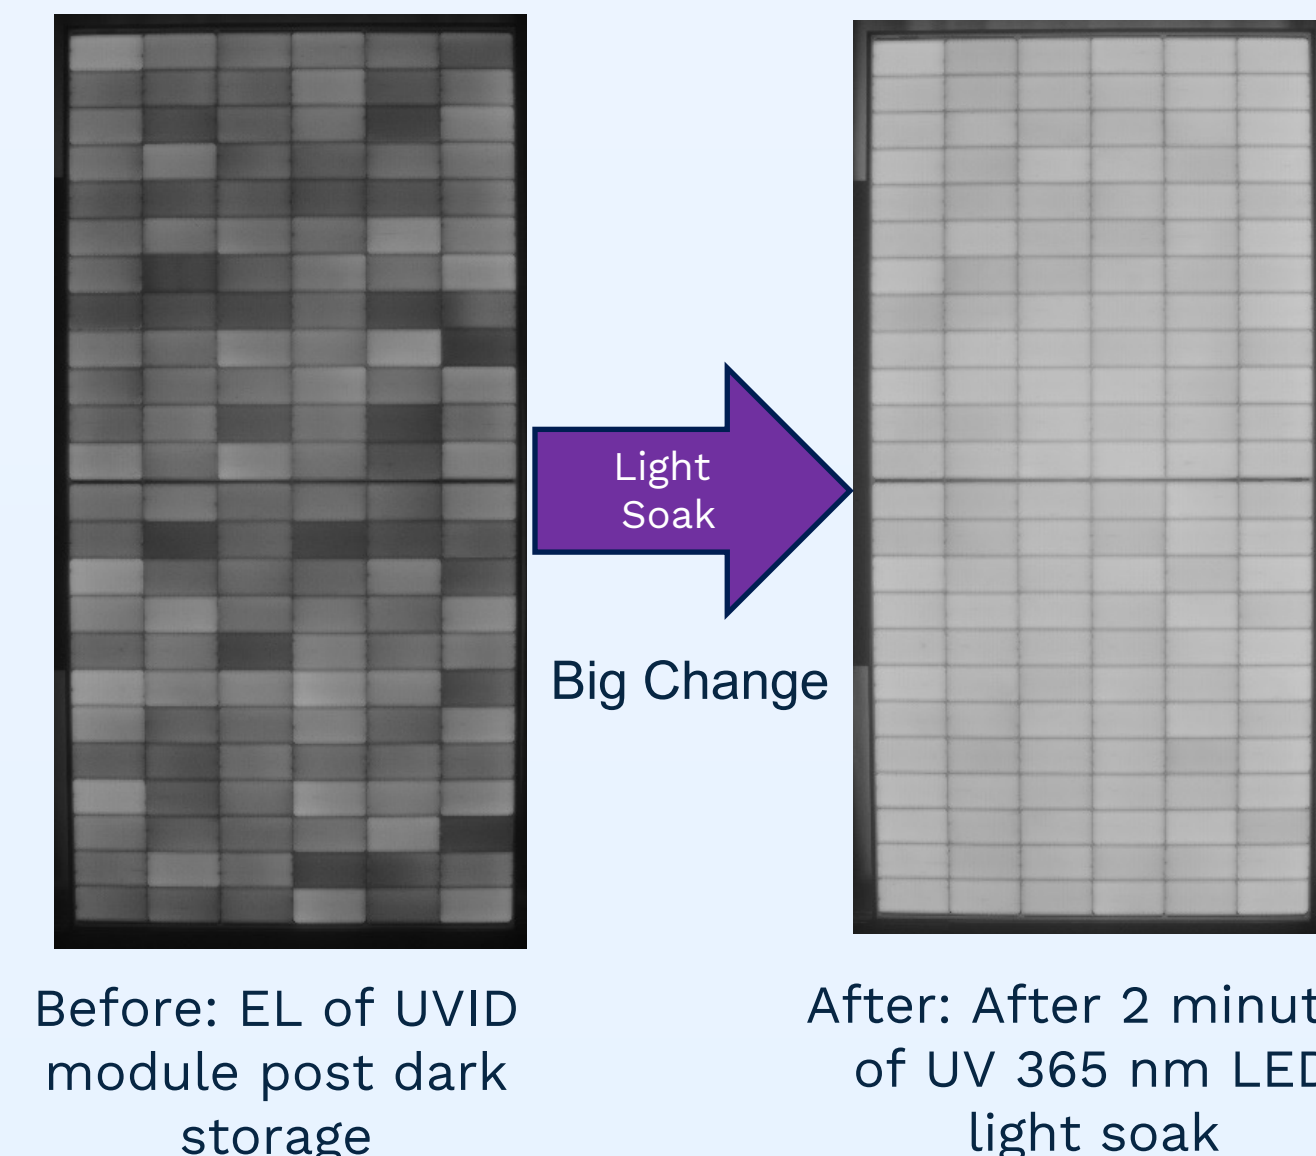 Light
Soak
Big Change
Before: EL of UVID
module post dark
storage
After: After 2 minut
of UV 365 nm LED
light soak